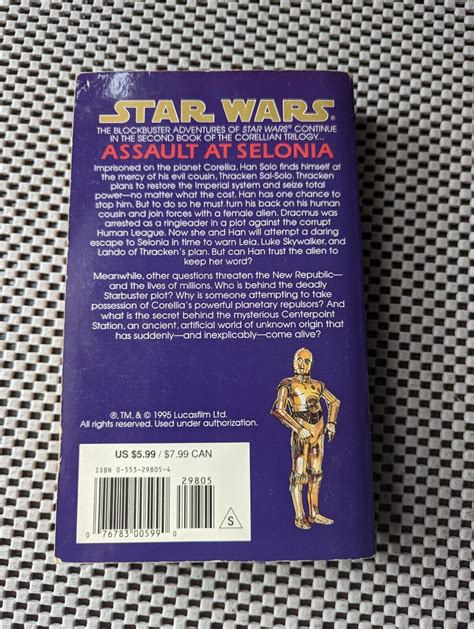 STAR WARS
THE BLOCKBUSTER ADVENTURES OF STAR WARS® CONTINUE
IN THE SECOND BOOK OF THE CORELLIAN TRILOGY...
ASSAULT AT SELONIA
Imprisoned on the planet Corellia, Han Solo finds himself at
the mercy of his evil cousin, Thracken Sal-Solo. Thracken
plans to restore the Imperial system and seize total
power—no matter what the cost. Han has one chance to
stop him. But to do so he must turn his back on his human
cousin and join forces with a female alien. Dracmus was
arrested as a ringleader in a plot against the corrupt
Human League. Now she and Han will attempt a daring
escape to Selonia in time to warn Leia, Luke Skywalker, and
Lando of Thracken's plan. But can Han trust the alien to
keep her word?
Meanwhile, other questions threaten the New Republic—
and the lives of millions. Who is behind the deadly
Starbuster plot? Why is someone attempting to take
possession of Corellia's powerful planetary repulsors? And
what is the secret behind the mysterious Centerpoint
Station, an ancient, artificial world of unknown origin that
has suddenly—and inexplicably—come alive?
®, TM, & © 1995 Lucasfilm Ltd.
All rights reserved. Used under authorization.
US $5.99 / $7.99 CAN
ISBN 0-553-29805-4
29805
0 76783 00599 0
S